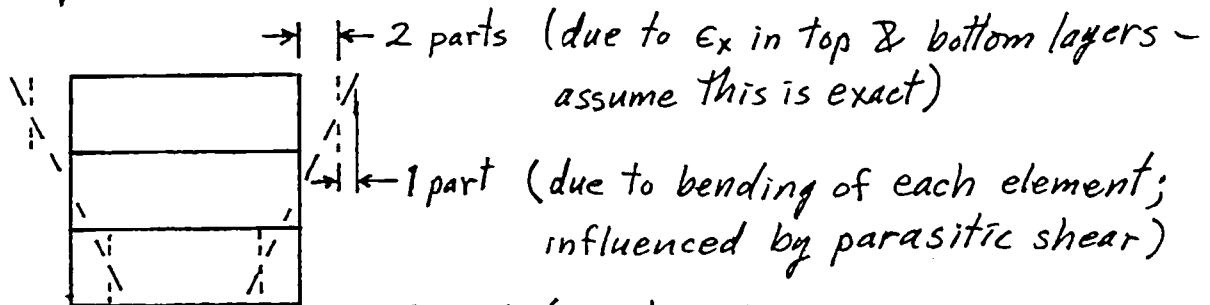 2 parts (due to ϵx in top & bottom layers –
assume this is exact)
1 part (due to bending of each element;
influenced by parasitic shear)